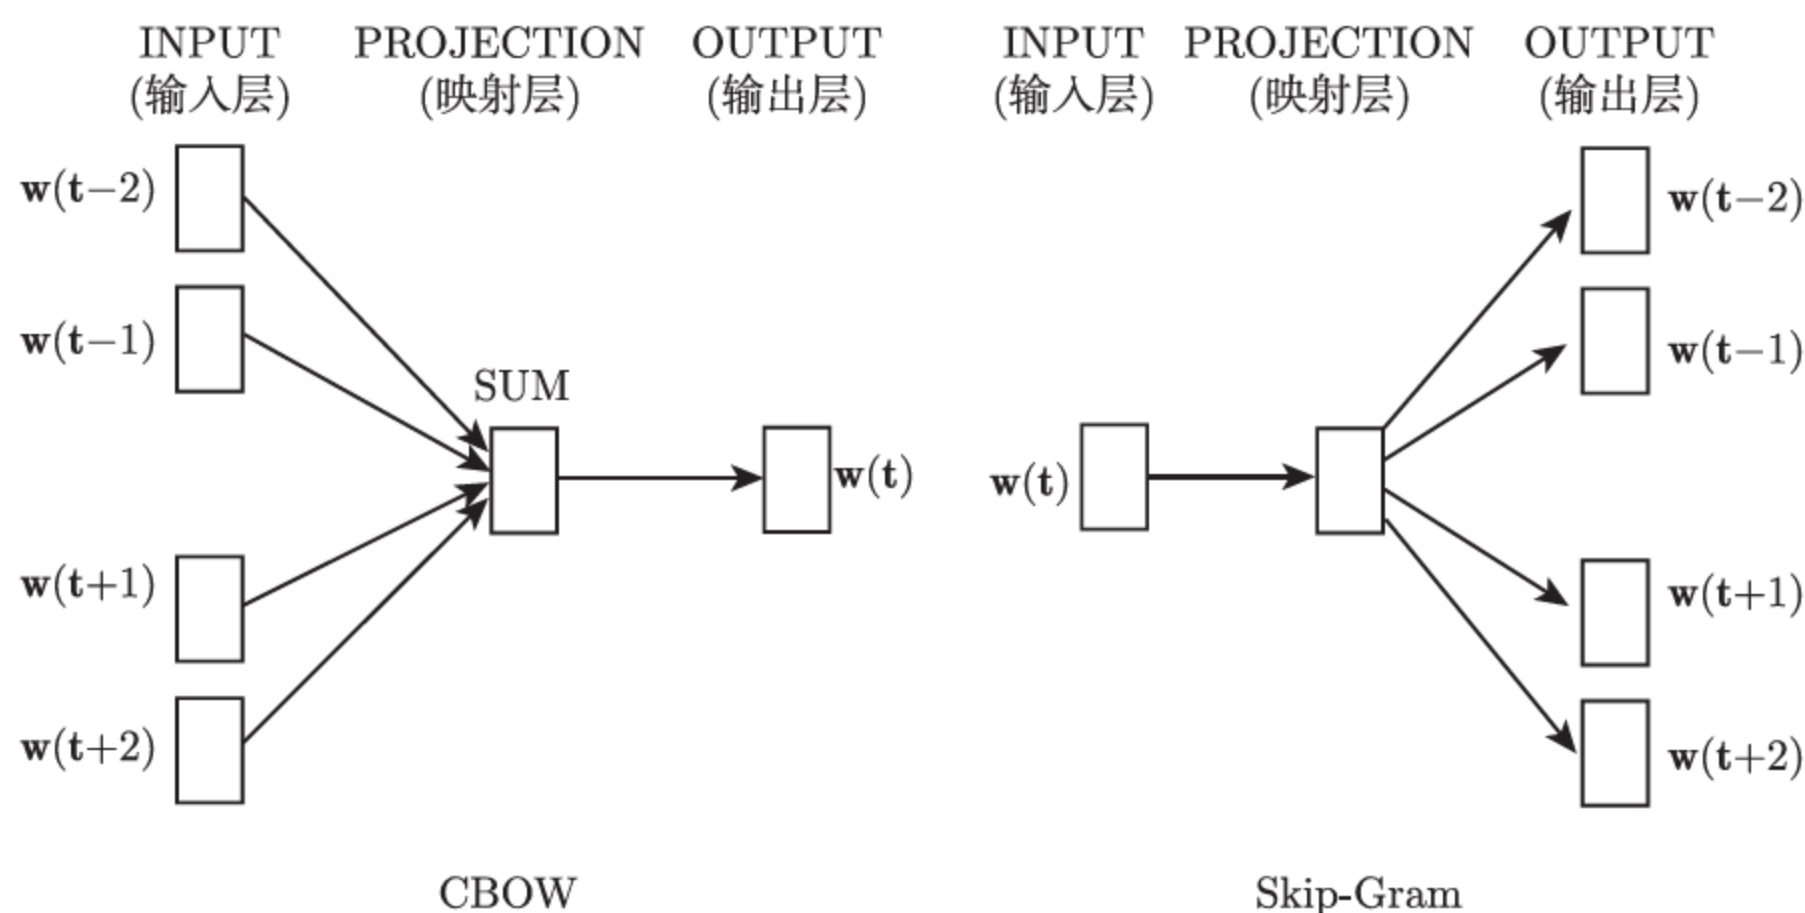 INPUT PROJECTION OUTPUT INPUT PROJECTION OUTPUT
(输入层) (映射层) (输出层) (输入层) (映射层) (输出层)
w(t−2) w(t−2)
w(t−1) w(t−1)
SUM
w(t) w(t)
w(t+1) w(t+1)
w(t+2) w(t+2)
CBOW Skip-Gram